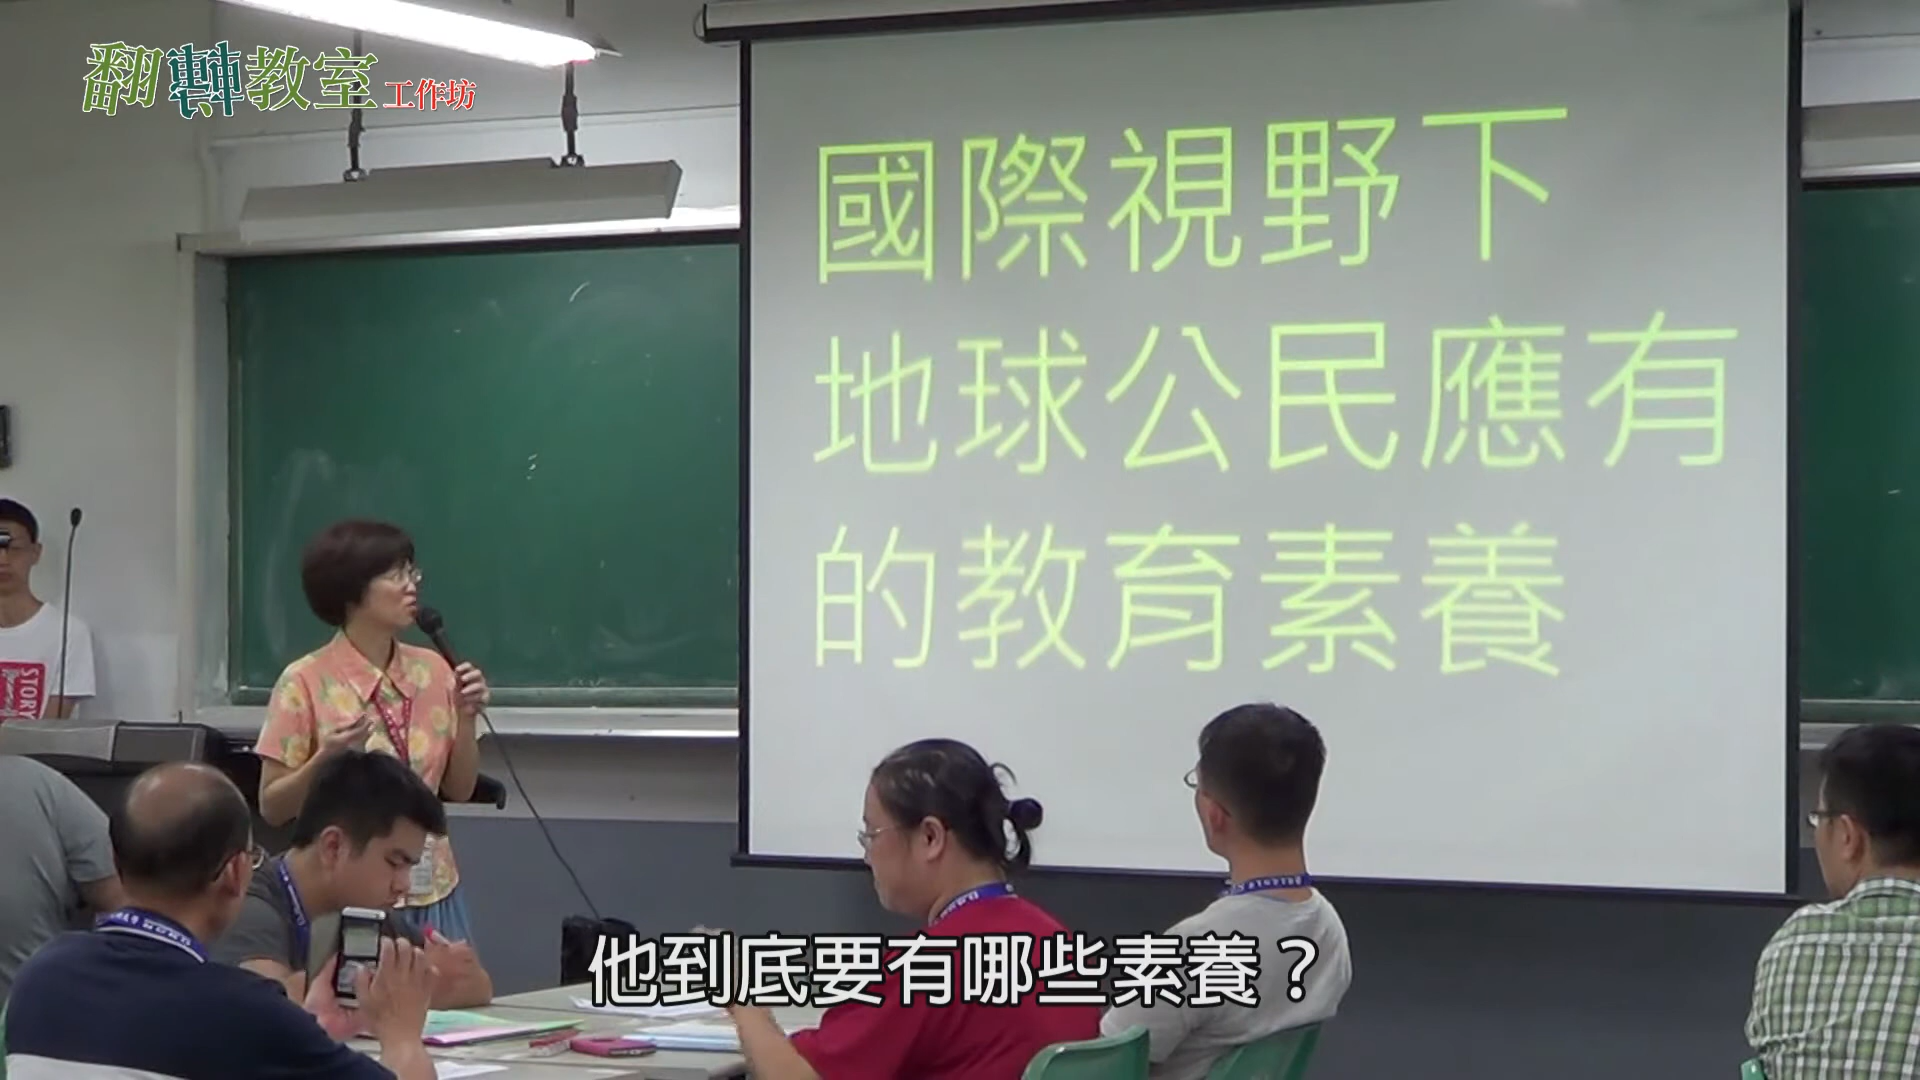 翻轉教室工作坊
國際視野下
地球公民應有
的教育素養
STORY
他到底要有哪些素養？